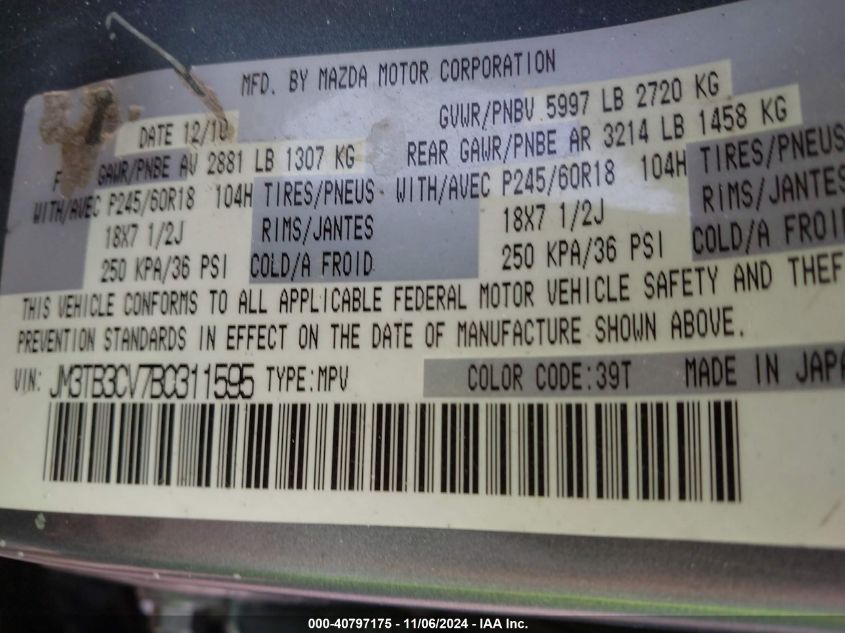 MFD. BY MAZDA MOTOR CORPORATION
DATE 12/10 GVWR/PNBV 5997 LB 2720 KG
GAWR/PNBE AV 2881 LB 1307 KG REAR GAWR/PNBE AR 3214 LB 1458 KG
WITH/AVEC P245/60R18 104H TIRES/PNEUS WITH/AVEC P245/60R18 104H TIRES/PNEUS
18X7 1/2J RIMS/JANTES 18X7 1/2J RIMS/JANTES
250 KPA/36 PSI COLD/A FROID 250 KPA/36 PSI COLD/A FROI
THIS VEHICLE CONFORMS TO ALL APPLICABLE FEDERAL MOTOR VEHICLE SAFETY AND THEF
PREVENTION STANDARDS IN EFFECT ON THE DATE OF MANUFACTURE SHOWN ABOVE.
VIN: JM3TB3CV7BC311595 TYPE:MPV COLOR CODE:39T MADE IN JAPA
000-40797175 - 11/06/2024 - IAA Inc.